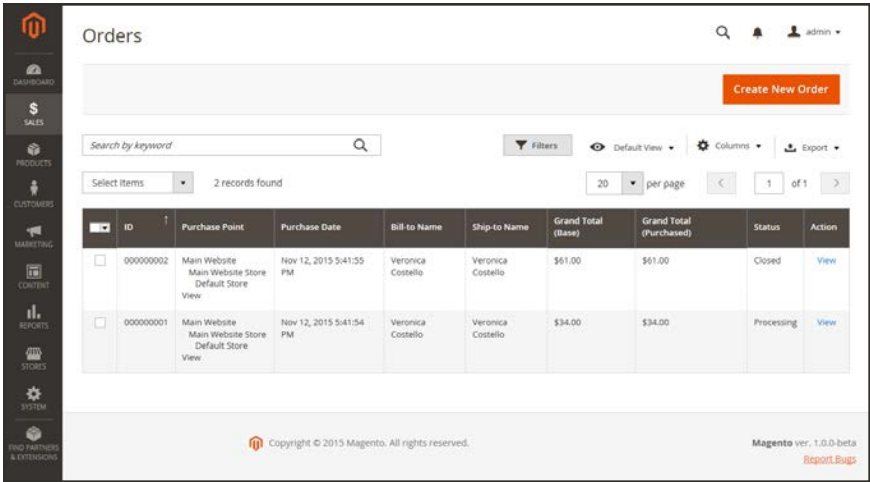 Orders
admin
DASHBOARD
$
SALES
PRODUCTS
CUSTOMERS
MARKETING
CONTENT
REPORTS
STORES
SYSTEM
FIND PARTNERS
& EXTENSIONS
Create New Order
Search by keyword
Filters
Default View
Columns
Export
Select Items
2 records found
20
per page
1
of 1
ID
Purchase Point
Purchase Date
Bill-to Name
Ship-to Name
Grand Total
(Base)
Grand Total
(Purchased)
Status
Action
000000002
Main Website
Main Website Store
Default Store
View
Nov 12, 2015 5:41:55
PM
Veronica
Costello
Veronica
Costello
$61.00
$61.00
Closed
View
000000001
Main Website
Main Website Store
Default Store
View
Nov 12, 2015 5:41:54
PM
Veronica
Costello
Veronica
Costello
$34.00
$34.00
Processing
View
Copyright © 2015 Magento. All rights reserved.
Magento ver. 1.0.0-beta
Report Bugs